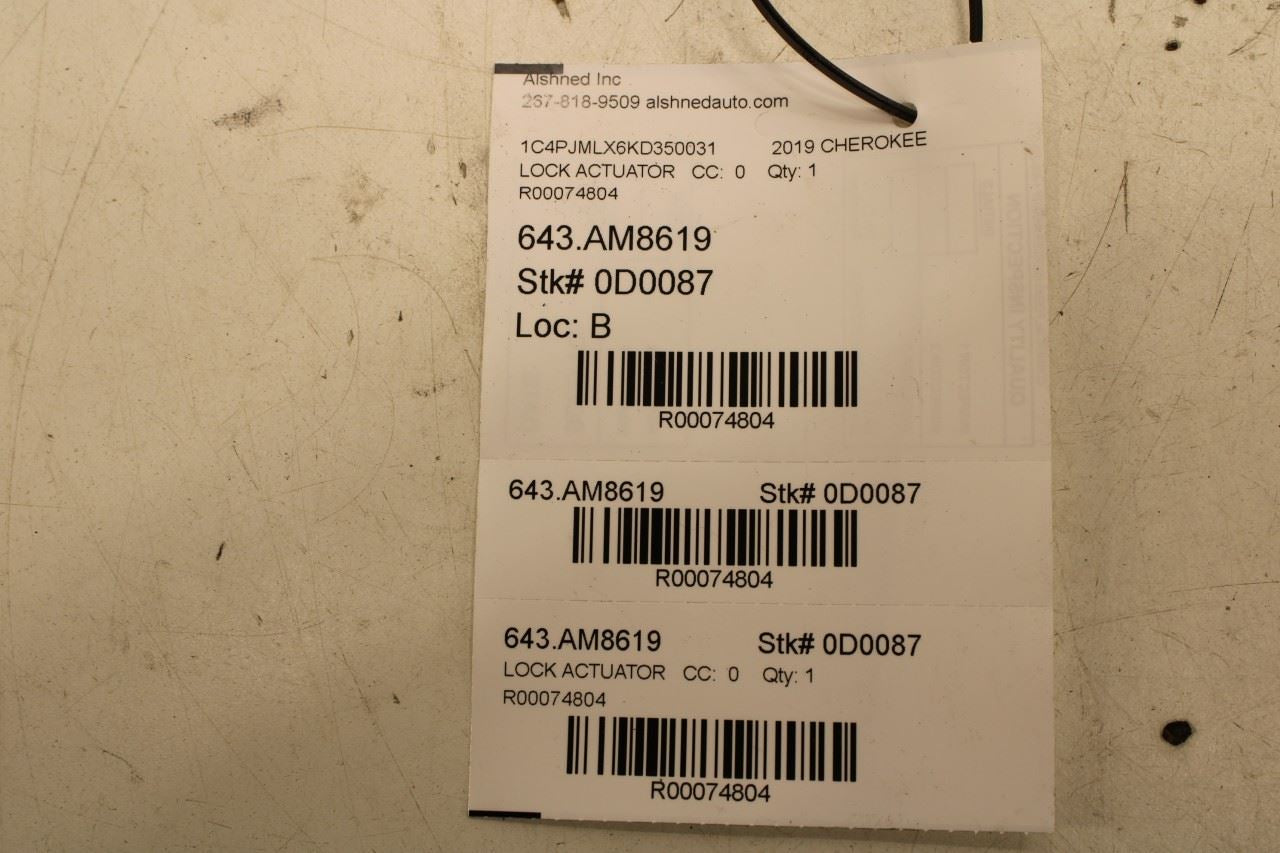 Alshned Inc
267-818-9509 alshnedauto.com
1C4PJMLX6KD350031 2019 CHEROKEE
LOCK ACTUATOR CC: 0 Qty: 1
R00074804
643.AM8619
Stk# 0D0087
Loc: B
R00074804
643.AM8619 Stk# 0D0087
R00074804
643.AM8619 Stk# 0D0087
LOCK ACTUATOR CC: 0 Qty: 1
R00074804
R00074804
QUALITY INSPECTION